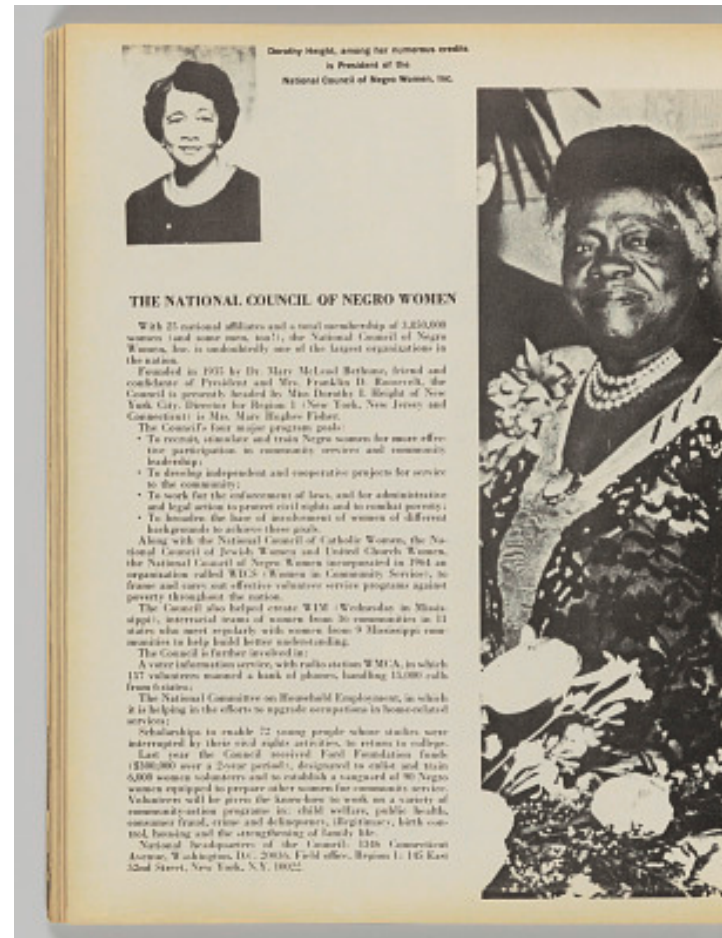 Dorothy Height, among her numerous credits
is President of the
National Council of Negro Women, Inc.
THE NATIONAL COUNCIL OF NEGRO WOMEN
With 25 national affiliates and a total membership of 3,850,000
women (and some men, too!), the National Council of Negro
Women, Inc. is undoubtedly one of the largest organizations in
the nation.
Founded in 1935 by Dr. Mary McLeod Bethune, friend and
confidante of President and Mrs. Franklin D. Roosevelt, the
Council is presently headed by Miss Dorothy I. Height of New
York City. Director for Region I (New York, New Jersey and
Connecticut) is Mrs. Mary Hughes Fisher.
The Council's four major program goals:
• To recruit, stimulate and train Negro women for more effec-
tive participation in community services and community
leadership;
• To develop independent and cooperative projects for service
to the community;
• To work for the enforcement of laws, and for administrative
and legal action to protect civil rights and to combat poverty;
• To broaden the base of involvement of women of different
backgrounds to achieve these goals.
Along with the National Council of Catholic Women, the Na-
tional Council of Jewish Women and United Church Women,
the National Council of Negro Women incorporated in 1964 an
organization called WICS (Women in Community Service), to
frame and carry out effective volunteer service programs against
poverty throughout the nation.
The Council also helped create WIM (Wednesday in Missis-
sippi), interracial teams of women from 36 communities in 13
states who meet regularly with women from 9 Mississippi com-
munities to help build better understanding.
The Council is further involved in:
A voter information service, with radio station WMCA, in which
157 volunteers manned a bank of phones, handling 15,000 calls
from 6 states;
The National Committee on Household Employment, in which
it is helping in the efforts to upgrade occupations in home-related
services;
Scholarships to enable 72 young people whose studies were
interrupted by their civil rights activities, to return to college.
Last year the Council received Ford Foundation funds
($300,000 over a 2-year period), designated to enlist and train
6,000 women volunteers and to establish a vanguard of 90 Negro
women equipped to prepare other women for community service.
Volunteers will be given the know-how to work on a variety of
community-action programs in: child welfare, public health,
consumer fraud, crime and delinquency, illegitimacy, birth con-
trol, housing and the strengthening of family life.
National headquarters of the Council: 1346 Connecticut
Avenue, Washington, D.C. 20036. Field office, Region I: 145 East
52nd Street, New York, N.Y. 10022.